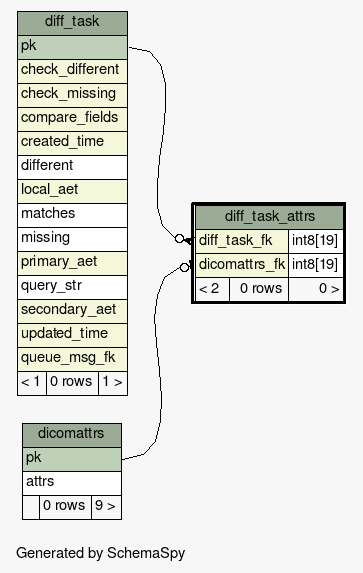 diff_task
pk
check_different
check_missing
compare_fields
created_time
different
local_aet
matches
missing
primary_aet
query_str
secondary_aet
updated_time
queue_msg_fk
< 1 0 rows 1 >
diff_task_attrs
diff_task_fk int8[19]
dicomattrs_fk int8[19]
< 2 0 rows 0 >
dicomattrs
pk
attrs
0 rows 9 >
Generated by SchemaSpy